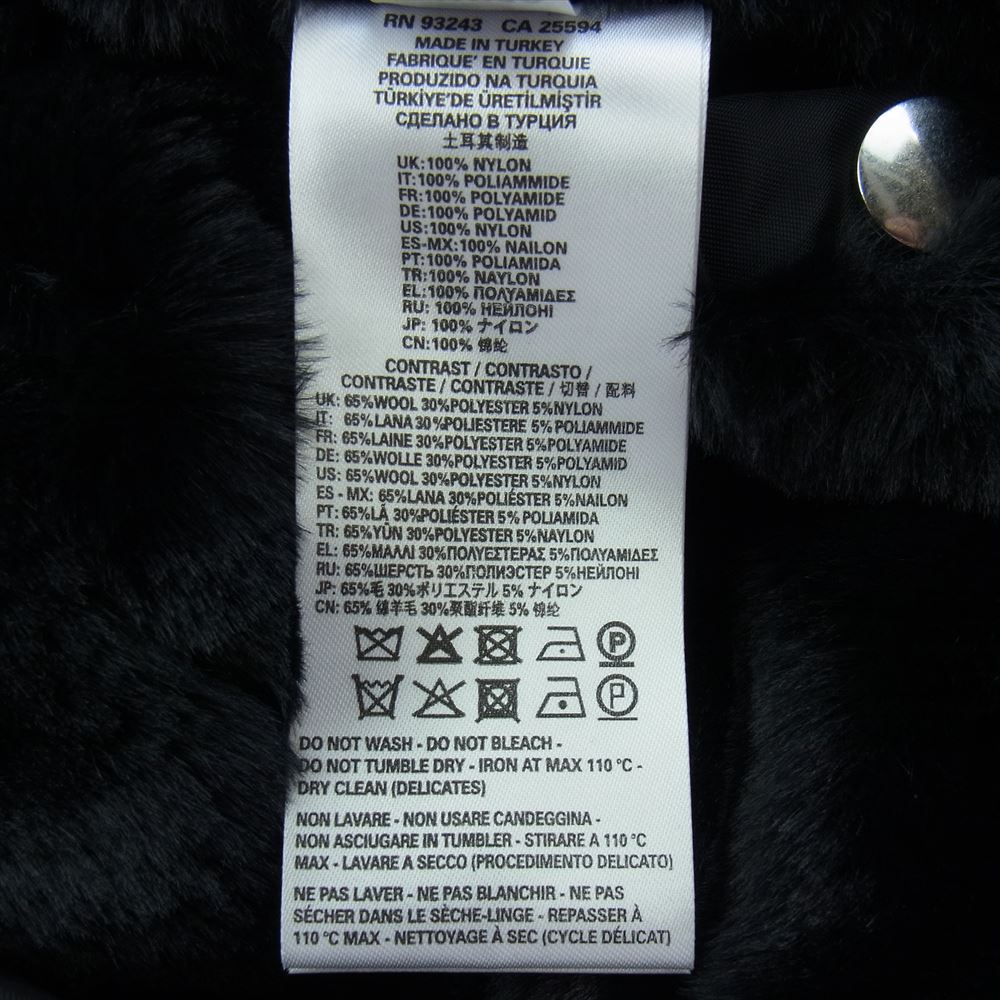 RN 93243 CA 25594
MADE IN TURKEY
FABRIQUE' EN TURQUIE
PRODUZIDO NA TURQUIA
TÜRKİYE'DE ÜRETİLMİŞTİR
СДЕЛАНО В ТУРЦИЯ
土耳其制造
UK:100% NYLON
IT:100% POLIAMMIDE
FR:100% POLYAMIDE
DE:100% POLYAMID
US:100% NYLON
ES-MX:100% NAILON
PT:100% POLIAMIDA
TR:100% NAYLON
EL:100% ΠΟΛΥΑΜΙΔΕΣ
RU: 100% НЕЙЛОНІ
JP: 100% ナイロン
CN:100% 锦纶
CONTRAST / CONTRASTO /
CONTRASTE / CONTRASTE / 切替 / 配料
UK: 65%WOOL 30%POLYESTER 5%NYLON
IT: 65%LANA 30%POLIESTERE 5% POLIAMMIDE
FR: 65%LAINE 30%POLYESTER 5%POLYAMIDE
DE: 65%WOLLE 30%POLYESTER 5%POLYAMID
US: 65%WOOL 30%POLYESTER 5%NYLON
ES - MX: 65%LANA 30%POLIÉSTER 5%NAILON
PT: 65%LÃ 30%POLIÉSTER 5% POLIAMIDA
TR: 65%YÜN 30%POLYESTER 5%NAYLON
EL: 65%ΜΑΛΛΙ 30%ΠΟΛΥΕΣΤΕΡΑΣ 5%ΠΟΛΥΑΜΙΔΕΣ
RU: 65%ШЕРСТЬ 30%ПОЛИЭСТЕР 5%НЕЙЛОНІ
JP: 65%毛 30%ポリエステル 5% ナイロン
CN: 65% 绵羊毛 30%聚酯纤维 5% 锦纶
P
P
DO NOT WASH - DO NOT BLEACH -
DO NOT TUMBLE DRY - IRON AT MAX 110 °C -
DRY CLEAN (DELICATES)
NON LAVARE - NON USARE CANDEGGINA -
NON ASCIUGARE IN TUMBLER - STIRARE A 110 °C
MAX - LAVARE A SECCO (PROCEDIMENTO DELICATO)
NE PAS LAVER - NE PAS BLANCHIR - NE PAS
SÉCHER DANS LE SÈCHE-LINGE - REPASSER À
110 °C MAX - NETTOYAGE À SEC (CYCLE DÉLICAT)